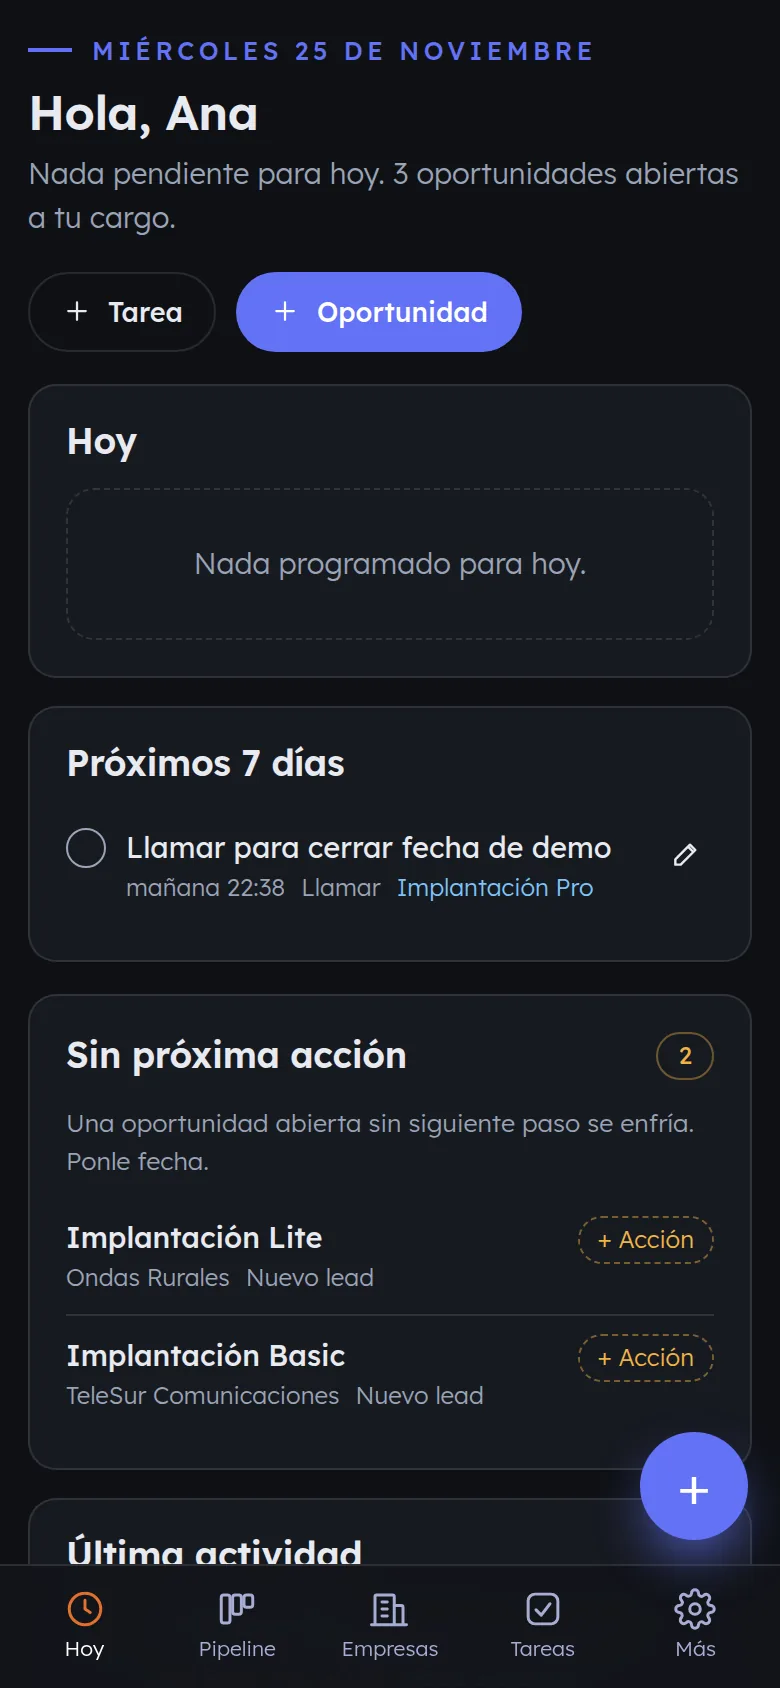 MIÉRCOLES 25 DE NOVIEMBRE
Hola, Ana
Nada pendiente para hoy. 3 oportunidades abiertas
a tu cargo.
+ Tarea
+ Oportunidad
Hoy
Nada programado para hoy.
Próximos 7 días
Llamar para cerrar fecha de demo
mañana 22:38 Llamar Implantación Pro
Sin próxima acción
2
Una oportunidad abierta sin siguiente paso se enfría.
Ponle fecha.
Implantación Lite
+ Acción
Ondas Rurales Nuevo lead
Implantación Basic
+ Acción
TeleSur Comunicaciones Nuevo lead
+
Última actividad
Hoy
Pipeline
Empresas
Tareas
Más